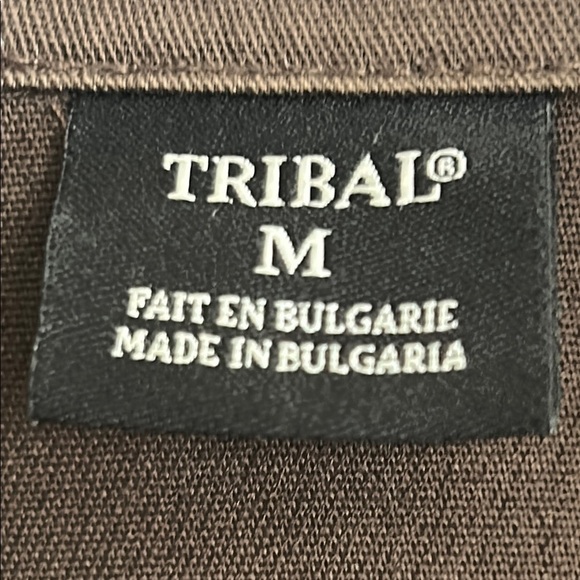 TRIBAL®
M
FAIT EN BULGARIE
MADE IN BULGARIA